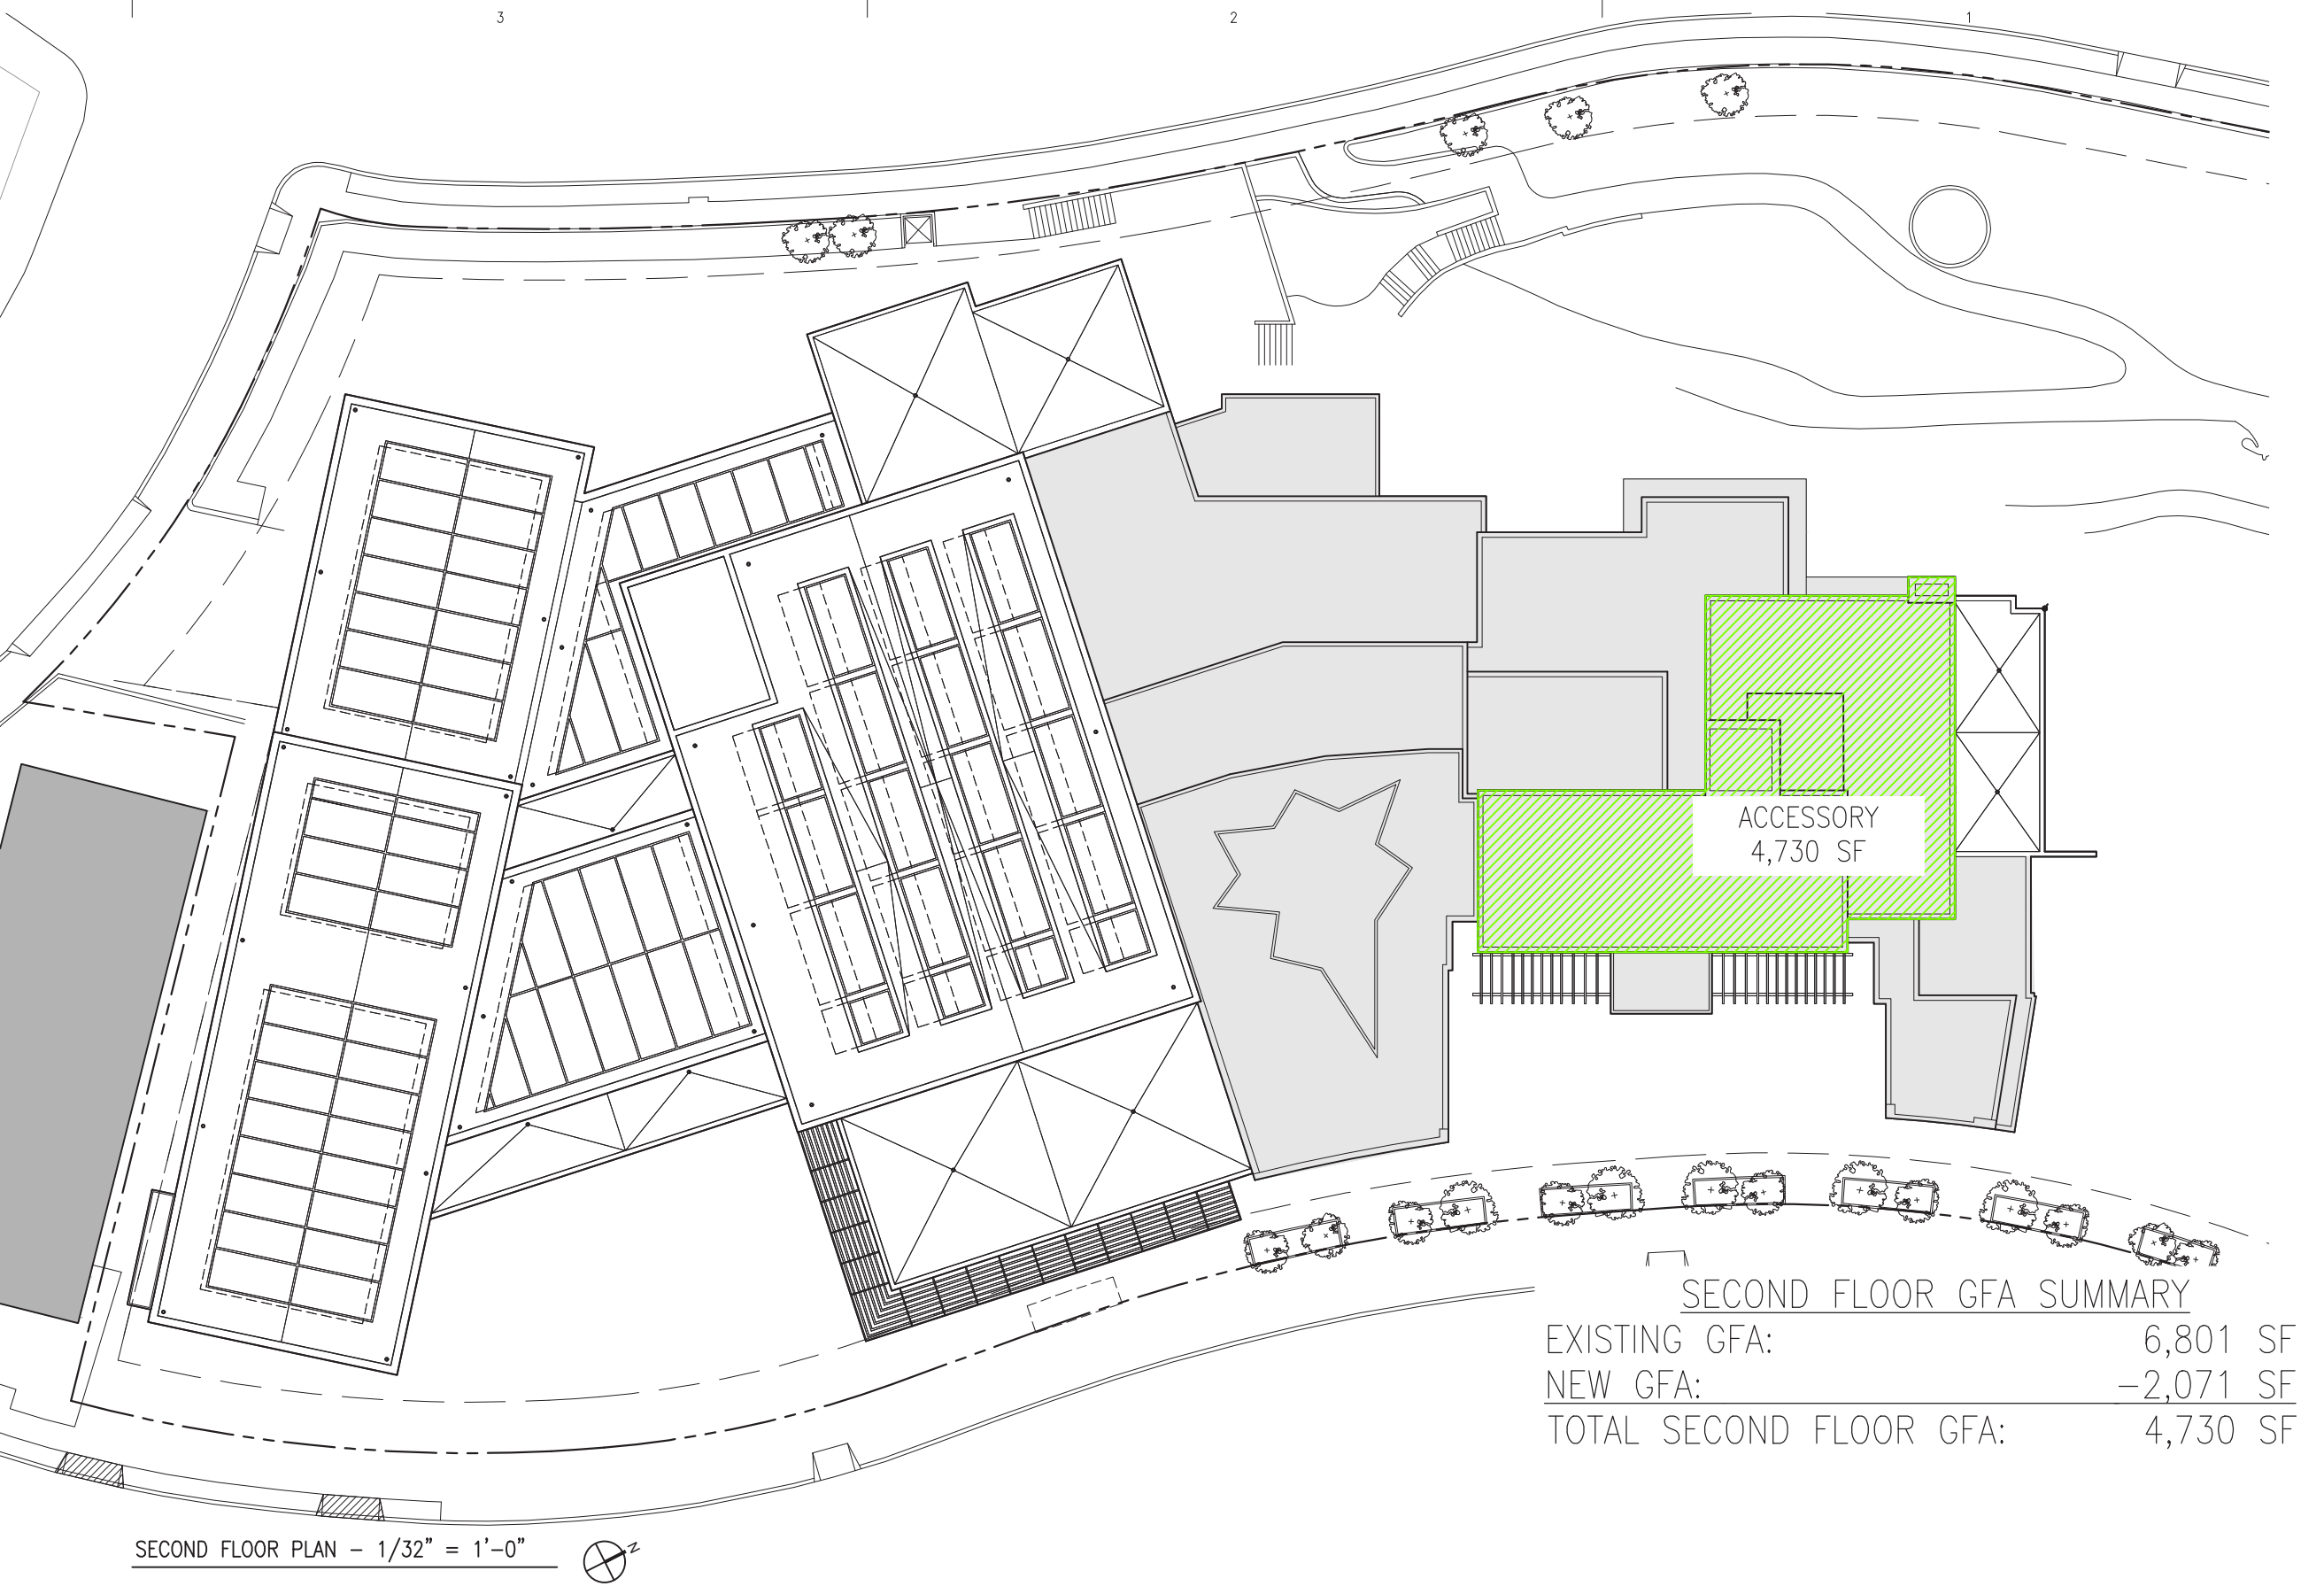 3 2 1
ACCESSORY
4,730 SF
SECOND FLOOR GFA SUMMARY
EXISTING GFA: 6,801 SF
NEW GFA: -2,071 SF
TOTAL SECOND FLOOR GFA: 4,730 SF
SECOND FLOOR PLAN - 1/32" = 1'-0"
N